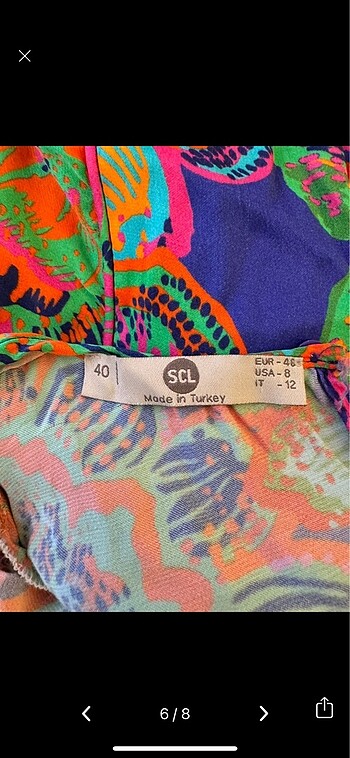 40
SCL
Made in Turkey
EUR - 46
USA - 8
IT - 12
6 / 8